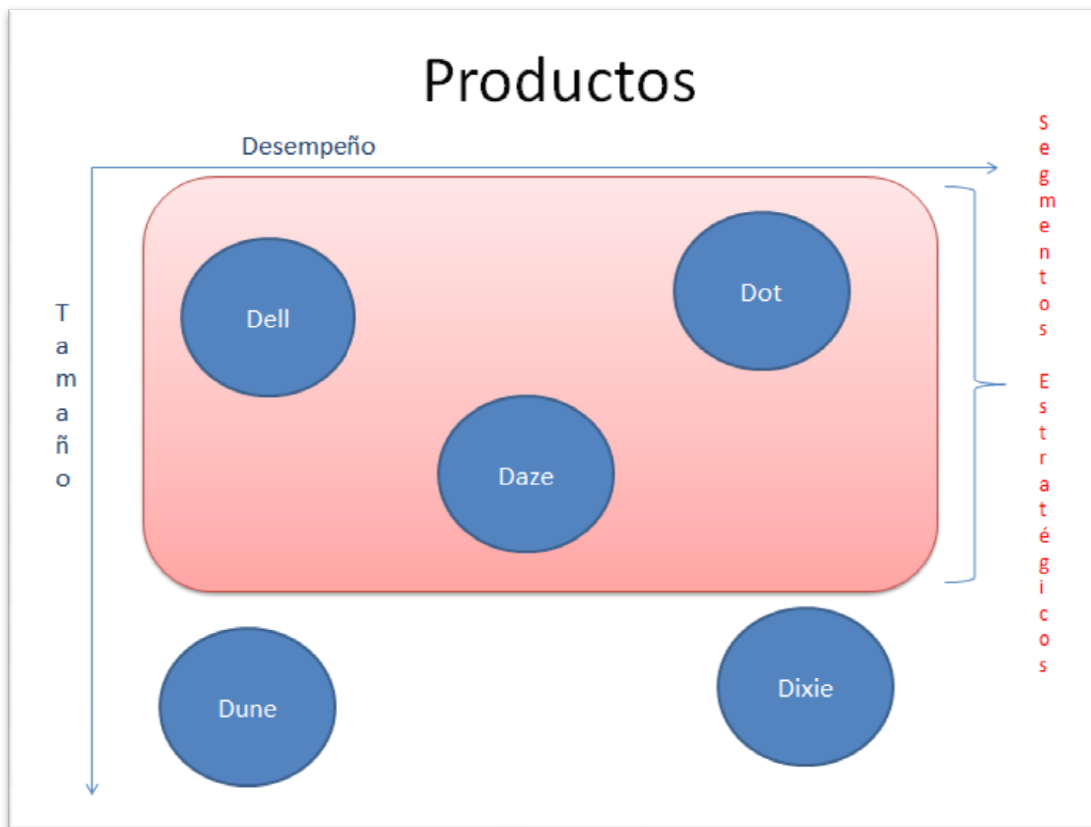 Productos
Desempeño
Segmentos Estratégicos
Tamaño
Dell
Dot
Daze
Dune
Dixie